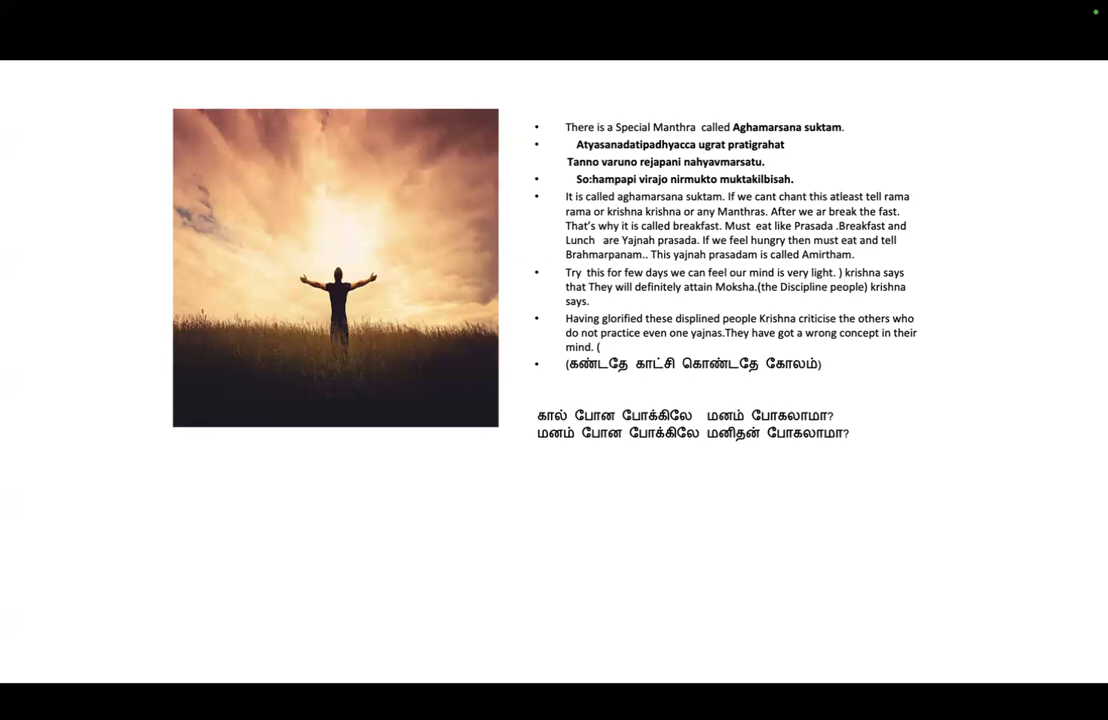 • There is a Special Manthra called Aghamarsana suktam.
• Atyasanadatipadhyacca ugrat pratigrahat
Tanno varuno rejapani nahyavmarsatu.
• So:hampapi virajo nirmukto muktakilbisah.
• It is called aghamarsana suktam. If we cant chant this atleast tell rama
rama or krishna krishna or any Manthras. After we ar break the fast.
That’s why it is called breakfast. Must eat like Prasada .Breakfast and
Lunch are Yajnah prasada. If we feel hungry then must eat and tell
Brahmarpanam.. This yajnah prasadam is called Amirtham.
• Try this for few days we can feel our mind is very light. ) krishna says
that They will definitely attain Moksha.(the Discipline people) krishna
says.
• Having glorified these displined people Krishna criticise the others who
do not practice even one yajnas.They have got a wrong concept in their
mind. (
• (கண்டதே காட்சி கொண்டதே கோலம்)
கால் போன போக்கிலே மனம் போகலாமா?
மனம் போன போக்கிலே மனிதன் போகலாமா?